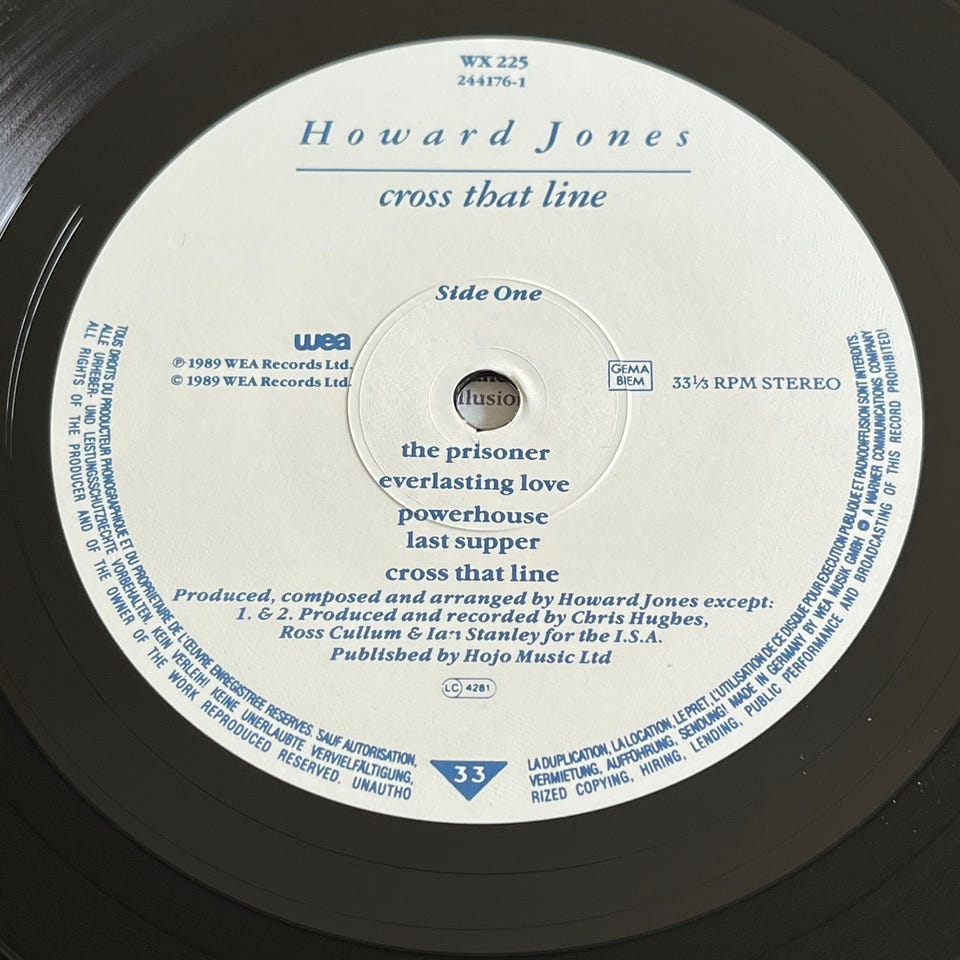 WX 225
244176-1
Howard Jones
cross that line
Side One
wea
℗ 1989 WEA Records Ltd.
© 1989 WEA Records Ltd.
GEMA
BIEM
33⅓ RPM STEREO
llusio
the prisoner
everlasting love
powerhouse
last supper
cross that line
Produced, composed and arranged by Howard Jones except:
1. & 2. Produced and recorded by Chris Hughes,
Ross Cullum & Ian Stanley for the I.S.A.
Published by Hojo Music Ltd
LC 4281
33
TOUS DROITS DU PRODUCTEUR PHONOGRAPHIQUE ET DU PROPRIETAIRE DE L'ŒUVRE ENREGISTREE RESERVES. SAUF AUTORISATION,
LA DUPLICATION, LA LOCATION, LE PRET, L'UTILISATION DE CE DISQUE POUR EXECUTION PUBLIQUE ET RADIODIFFUSION SONT INTERDITS.
ALLE URHEBER- UND LEISTUNGSSCHUTZRECHTE VORBEHALTEN. KEIN VERLEIH! KEINE UNERLAUBTE VERVIELFÄLTIGUNG,
VERMIETUNG, AUFFÜHRUNG, SENDUNG! MADE IN GERMANY BY WEA MUSIK GMBH A WARNER COMMUNICATIONS COMPANY
ALL RIGHTS OF THE PRODUCER AND OF THE OWNER OF THE WORK REPRODUCED RESERVED. UNAUTHO
RIZED COPYING, HIRING, LENDING, PUBLIC PERFORMANCE AND BROADCASTING OF THIS RECORD PROHIBITED!